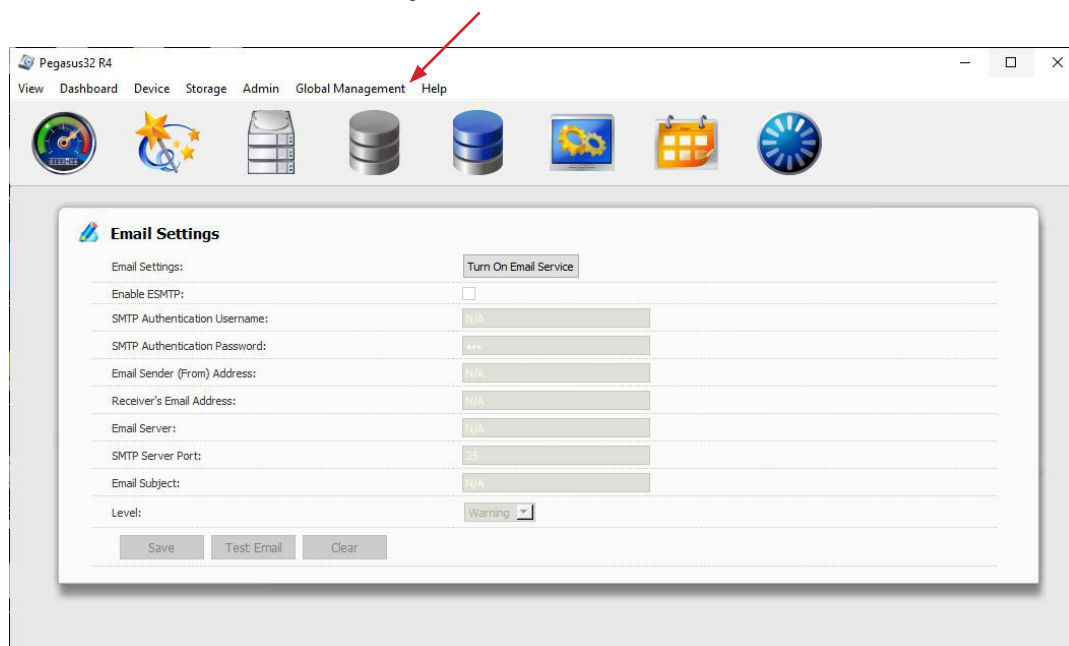 Pegasus32 R4
View Dashboard Device Storage Admin Global Management Help
Email Settings
Email Settings: Turn On Email Service
Enable ESMTP:
SMTP Authentication Username: N/A
SMTP Authentication Password: •••
Email Sender (From) Address: N/A
Receiver's Email Address: N/A
Email Server: N/A
SMTP Server Port: 25
Email Subject: N/A
Level: Warning
Save Test Email Clear